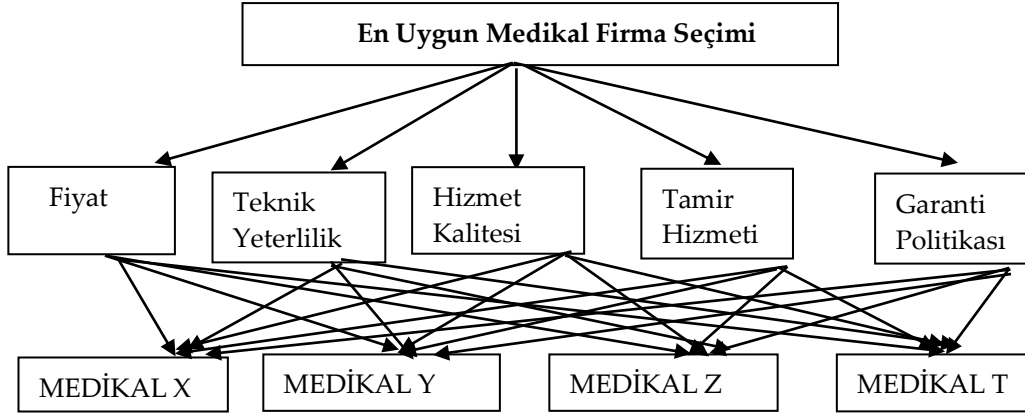 En Uygun Medikal Firma Seçimi
Fiyat
Teknik
Yeterlilik
Hizmet
Kalitesi
Tamir
Hizmeti
Garanti
Politikası
MEDİKAL X
MEDİKAL Y
MEDİKAL Z
MEDİKAL T